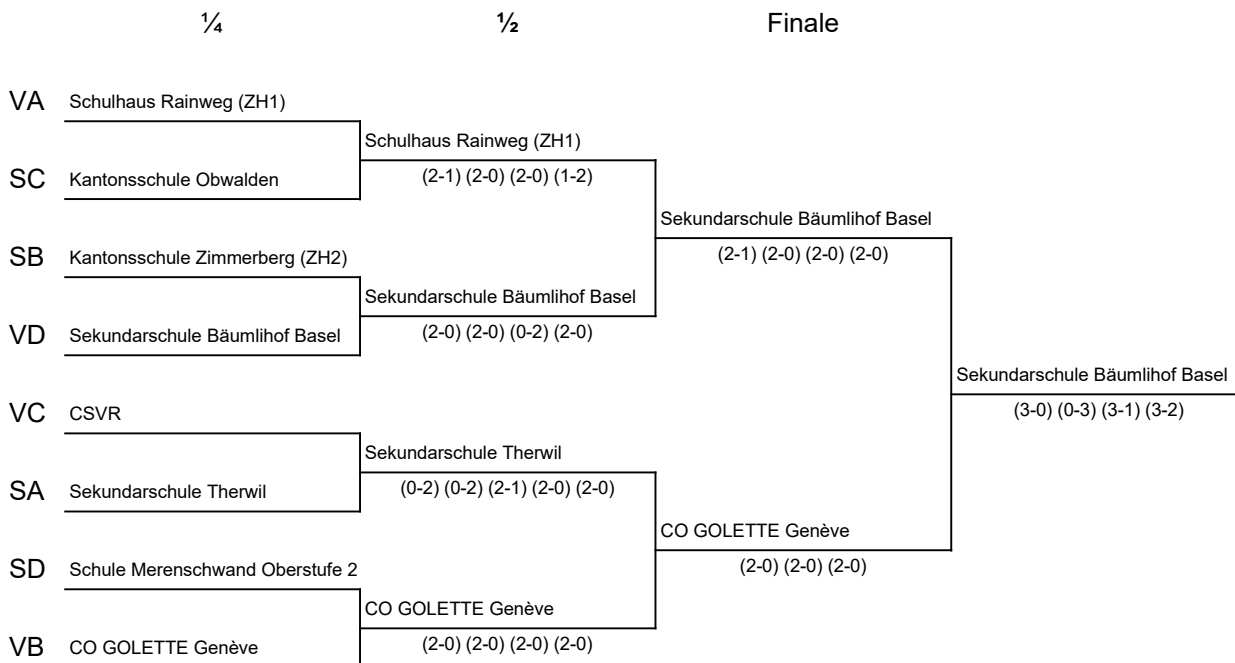 ¼ ½ Finale
VA Schulhaus Rainweg (ZH1)
Schulhaus Rainweg (ZH1)
(2-1) (2-0) (2-0) (1-2)
SC Kantonsschule Obwalden
Sekundarschule Bäumlihof Basel
(2-1) (2-0) (2-0) (2-0)
SB Kantonsschule Zimmerberg (ZH2)
Sekundarschule Bäumlihof Basel
(2-0) (2-0) (0-2) (2-0)
VD Sekundarschule Bäumlihof Basel
Sekundarschule Bäumlihof Basel
(3-0) (0-3) (3-1) (3-2)
VC CSVR
Sekundarschule Therwil
(0-2) (0-2) (2-1) (2-0) (2-0)
SA Sekundarschule Therwil
CO GOLETTE Genève
(2-0) (2-0) (2-0)
SD Schule Merenschwand Oberstufe 2
CO GOLETTE Genève
(2-0) (2-0) (2-0) (2-0)
VB CO GOLETTE Genève